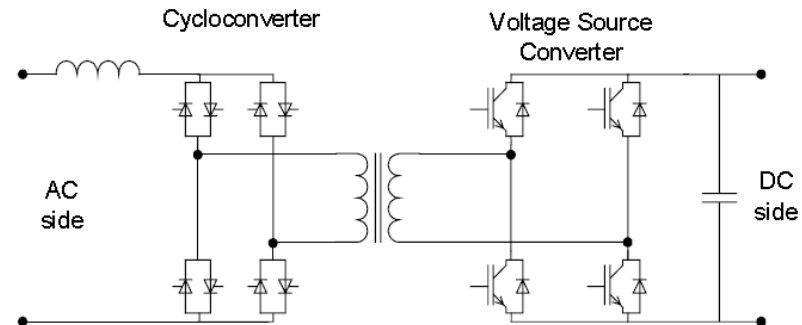 Cycloconverter
Voltage Source
Converter
AC
side
DC
side